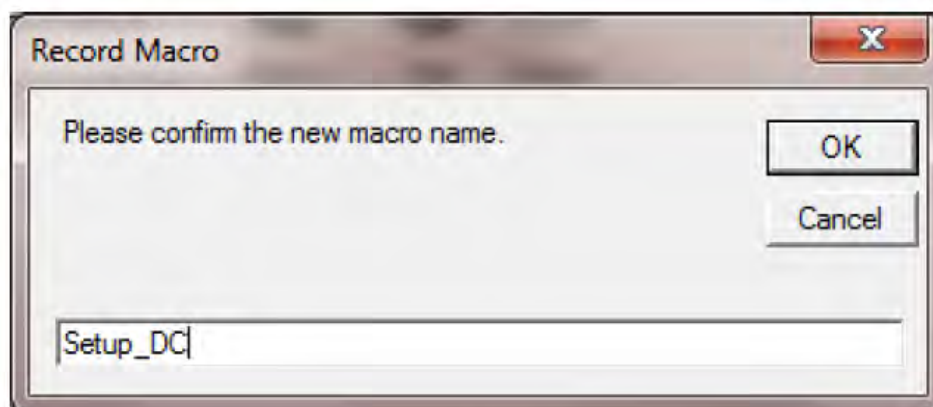 Record Macro
Please confirm the new macro name.
OK
Cancel
Setup_DC